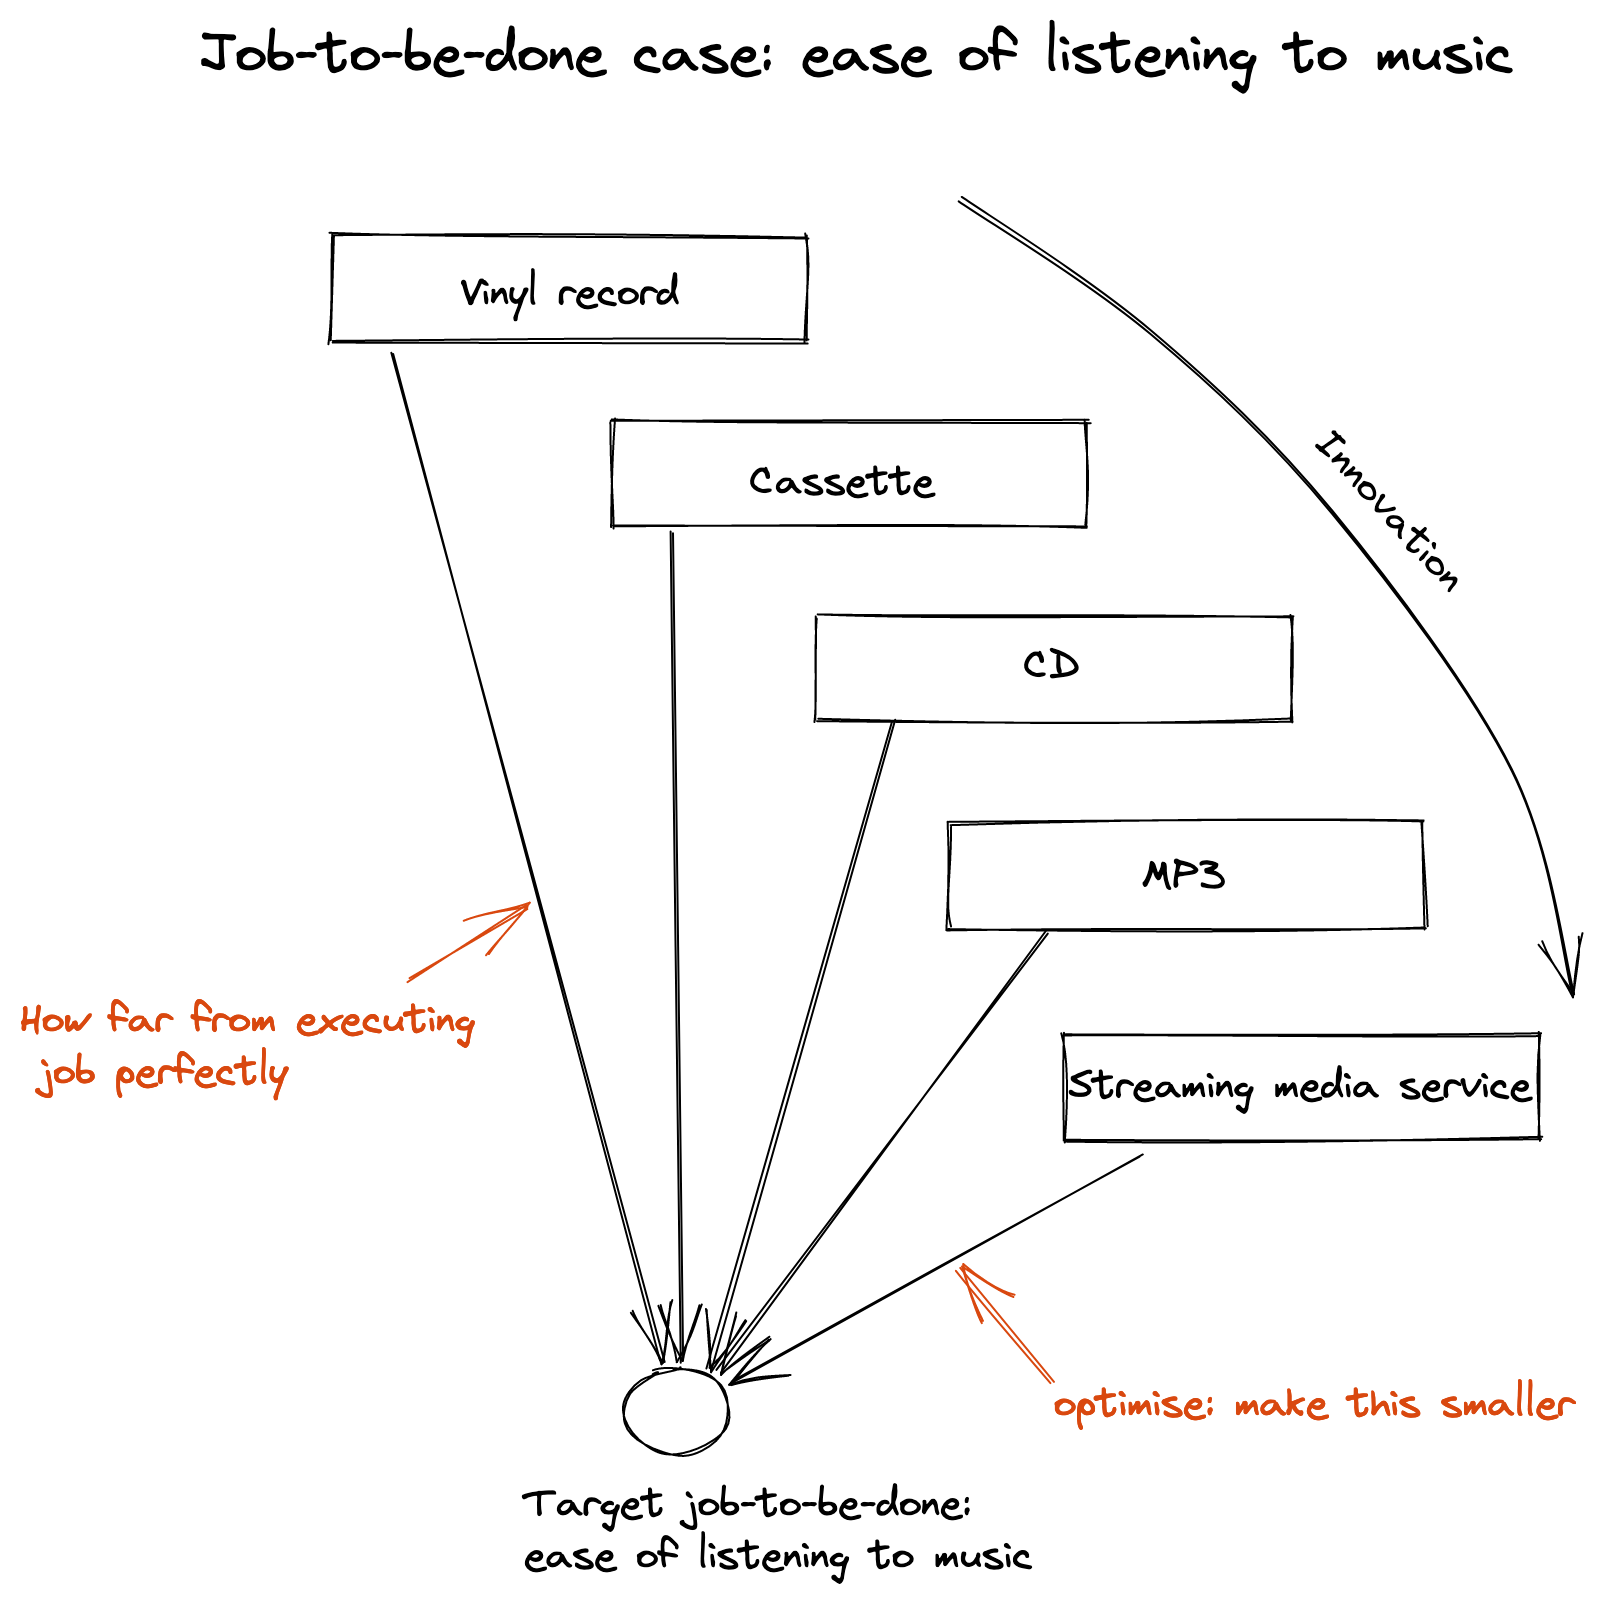 Job-to-be-done case: ease of listening to music
Vinyl record
Innovation
Cassette
CD
MP3
How far from executing
job perfectly
Streaming media service
optimise: make this smaller
Target job-to-be-done:
ease of listening to music